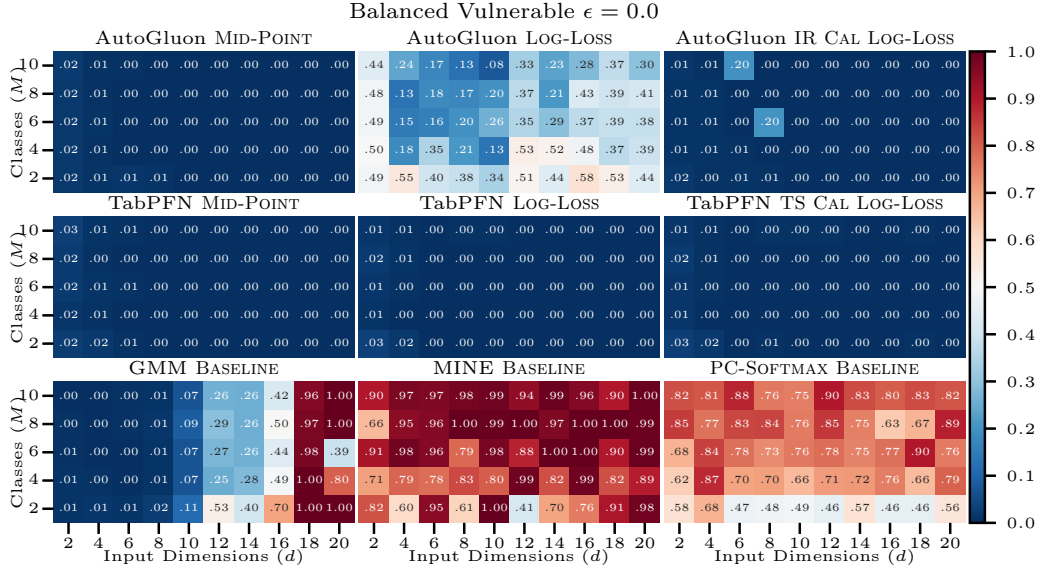 Balanced Vulnerable ϵ = 0.0
AutoGluon Mid-Point AutoGluon Log-Loss AutoGluon IR Cal Log-Loss
10 .02 .01 .00 .00 .00 .00 .00 .00 .00 .00 .44 .24 .17 .13 .08 .33 .23 .28 .37 .30 .01 .01 .20 .00 .00 .00 .00 .00 .00 .00 1.0
8 .02 .01 .00 .00 .00 .00 .00 .00 .00 .00 .48 .13 .18 .17 .20 .37 .21 .43 .39 .41 .01 .01 .00 .00 .00 .00 .00 .00 .00 .00 0.9
6 .02 .01 .00 .00 .00 .00 .00 .00 .00 .00 .49 .15 .16 .20 .26 .35 .29 .37 .39 .38 .01 .01 .00 .20 .00 .00 .00 .00 .00 .00 0.8
4 .02 .01 .00 .00 .00 .00 .00 .00 .00 .00 .50 .18 .35 .21 .13 .53 .52 .48 .37 .39 .01 .01 .00 .00 .00 .00 .00 .00 .00 .00
2 .02 .01 .01 .01 .00 .00 .00 .00 .00 .00 .49 .55 .40 .38 .34 .51 .44 .58 .53 .44 .02 .00 .01 .01 .00 .00 .00 .00 .00 .00 0.7
Classes (M)
TabPFN Mid-Point TabPFN Log-Loss TabPFN TS Cal Log-Loss
10 .03 .01 .01 .00 .00 .00 .00 .00 .00 .00 .01 .01 .00 .00 .00 .00 .00 .00 .00 .00 .01 .01 .00 .00 .00 .00 .00 .00 .00 .00 0.6
8 .02 .00 .00 .00 .00 .00 .00 .00 .00 .00 .02 .01 .00 .00 .00 .00 .00 .00 .00 .00 .02 .01 .00 .00 .00 .00 .00 .00 .00 .00 0.5
6 .01 .01 .00 .00 .00 .00 .00 .00 .00 .00 .01 .00 .00 .00 .00 .00 .00 .00 .00 .00 .01 .00 .00 .00 .00 .00 .00 .00 .00 .00
4 .02 .01 .00 .00 .00 .00 .00 .00 .00 .00 .01 .01 .00 .00 .00 .00 .00 .00 .00 .00 .01 .01 .00 .00 .00 .00 .00 .00 .00 .00 0.4
2 .02 .02 .01 .00 .00 .00 .00 .00 .00 .00 .03 .02 .00 .00 .00 .00 .00 .00 .00 .00 .03 .02 .00 .01 .00 .00 .00 .00 .00 .00
Classes (M)
GMM Baseline MINE Baseline PC-Softmax Baseline
10 .00 .00 .00 .01 .07 .26 .26 .42 .96 1.00 .90 .97 .97 .98 .99 .94 .99 .96 .90 1.00 .82 .81 .88 .76 .75 .90 .83 .80 .83 .82 0.3
8 .00 .00 .00 .01 .09 .29 .26 .50 .97 1.00 .66 .95 .96 1.00 .99 1.00 1.00 1.00 1.00 .99 .85 .77 .83 .84 .76 .85 .75 .63 .67 .89 0.2
6 .01 .00 .00 .01 .07 .27 .26 .44 .98 .39 .91 .98 .96 .79 .98 .88 1.00 1.00 .90 .99 .68 .84 .78 .73 .76 .78 .75 .77 .90 .76
4 .01 .00 .00 .01 .07 .25 .28 .49 1.00 .80 .71 .79 .78 .83 .80 .99 .82 .99 .82 .89 .62 .87 .70 .70 .66 .71 .72 .76 .66 .79 0.1
2 .01 .01 .01 .02 .11 .53 .40 .70 1.00 1.00 .82 .60 .95 .61 1.00 .41 .70 .76 .91 .98 .58 .68 .47 .48 .49 .46 .57 .46 .46 .56 0.0
Classes (M)
2 4 6 8 10 12 14 16 18 20 2 4 6 8 10 12 14 16 18 20 2 4 6 8 10 12 14 16 18 20
Input Dimensions (d) Input Dimensions (d) Input Dimensions (d)